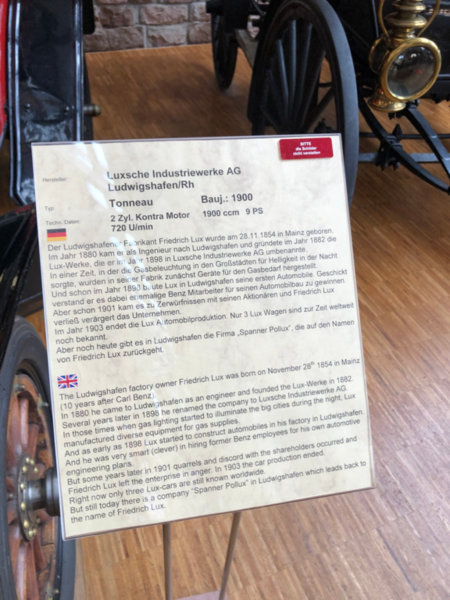 BITTE
die Schilder
nicht verstellen
Hersteller: Luxsche Industriewerke AG
Ludwigshafen/Rh
Typ: Tonneau Bauj.: 1900
Techn. Daten: 2 Zyl. Kontra Motor 1900 ccm 9 PS
720 U/min
Der Ludwigshafener Fabrikant Friedrich Lux wurde am 28.11.1854 in Mainz geboren.
Im Jahr 1880 kam er als Ingenieur nach Ludwigshafen und gründete im Jahr 1882 die
Lux-Werke, die er im Jahr 1898 in Luxsche Industriewerke AG umbenannte.
In einer Zeit, in der die Gasbeleuchtung in den Großstädten für Helligkeit in der Nacht
sorgte, wurden in seiner Fabrik zunächst Geräte für den Gasbedarf hergestellt.
Und schon im Jahr 1893 baute Lux in Ludwigshafen seine ersten Automobile. Geschickt
verstand er es dabei ehemalige Benz Mitarbeiter für seinen Automobilbau zu gewinnen.
Aber schon 1901 kam es zu Zerwürfnissen mit seinen Aktionären und Friedrich Lux
verließ verärgert das Unternehmen.
Im Jahr 1903 endet die Lux Automobilproduktion. Nur 3 Lux Wagen sind zur Zeit weltweit
noch bekannt.
Aber noch heute gibt es in Ludwigshafen die Firma „Spanner Pollux", die auf den Namen
von Friedrich Lux zurückgeht.
The Ludwigshafen factory owner Friedrich Lux was born on November 28th 1854 in Mainz
(10 years after Carl Benz)
In 1880 he came to Ludwigshafen as an engineer and founded the Lux-Werke in 1882.
Several years later in 1898 he renamed the company to Luxsche Industriewerke AG.
In those times when gas lighting started to illuminate the big cities during the night, Lux
manufactured diverse equipment for gas supplies.
And as early as 1898 Lux started to construct automobiles in his factory in Ludwigshafen.
And he was very smart (clever) in hiring former Benz employees for his own automotive
engineering plans.
But some years later in 1901 quarrels and discord with the shareholders occurred and
Friedrich Lux left the enterprise in anger. In 1903 the car production ended.
Right now only three Lux-cars are still known worldwide.
But still today there is a company "Spanner Pollux" in Ludwigshafen which leads back to
the name of Friedrich Lux.